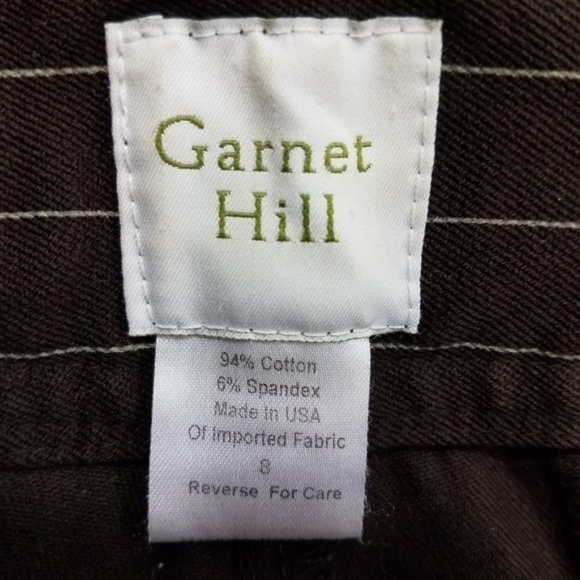 Garnet
Hill
94% Cotton
6% Spandex
Made In USA
Of Imported Fabric
8
Reverse For Care